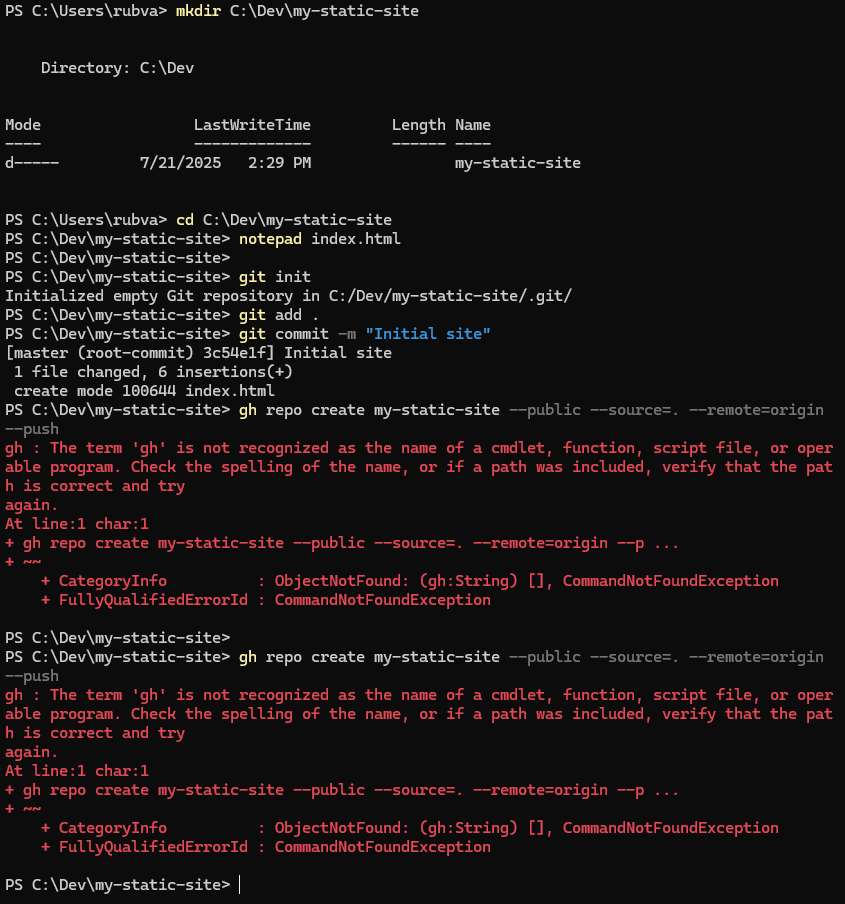 PS C:\Users\rubva> mkdir C:\Dev\my-static-site
Directory: C:\Dev
Mode                 LastWriteTime         Length Name
----                 -------------         ------ ----
d-----         7/21/2025   2:29 PM                my-static-site
PS C:\Users\rubva> cd C:\Dev\my-static-site
PS C:\Dev\my-static-site> notepad index.html
PS C:\Dev\my-static-site>
PS C:\Dev\my-static-site> git init
Initialized empty Git repository in C:/Dev/my-static-site/.git/
PS C:\Dev\my-static-site> git add .
PS C:\Dev\my-static-site> git commit -m "Initial site"
[master (root-commit) 3c54e1f] Initial site
 1 file changed, 6 insertions(+)
 create mode 100644 index.html
PS C:\Dev\my-static-site> gh repo create my-static-site --public --source=. --remote=origin
--push
gh : The term 'gh' is not recognized as the name of a cmdlet, function, script file, or oper
able program. Check the spelling of the name, or if a path was included, verify that the pat
h is correct and try
again.
At line:1 char:1
+ gh repo create my-static-site --public --source=. --remote=origin --p ...
+ ~~
    + CategoryInfo          : ObjectNotFound: (gh:String) [], CommandNotFoundException
    + FullyQualifiedErrorId : CommandNotFoundException
PS C:\Dev\my-static-site>
PS C:\Dev\my-static-site> gh repo create my-static-site --public --source=. --remote=origin
--push
gh : The term 'gh' is not recognized as the name of a cmdlet, function, script file, or oper
able program. Check the spelling of the name, or if a path was included, verify that the pat
h is correct and try
again.
At line:1 char:1
+ gh repo create my-static-site --public --source=. --remote=origin --p ...
+ ~~
    + CategoryInfo          : ObjectNotFound: (gh:String) [], CommandNotFoundException
    + FullyQualifiedErrorId : CommandNotFoundException
PS C:\Dev\my-static-site>